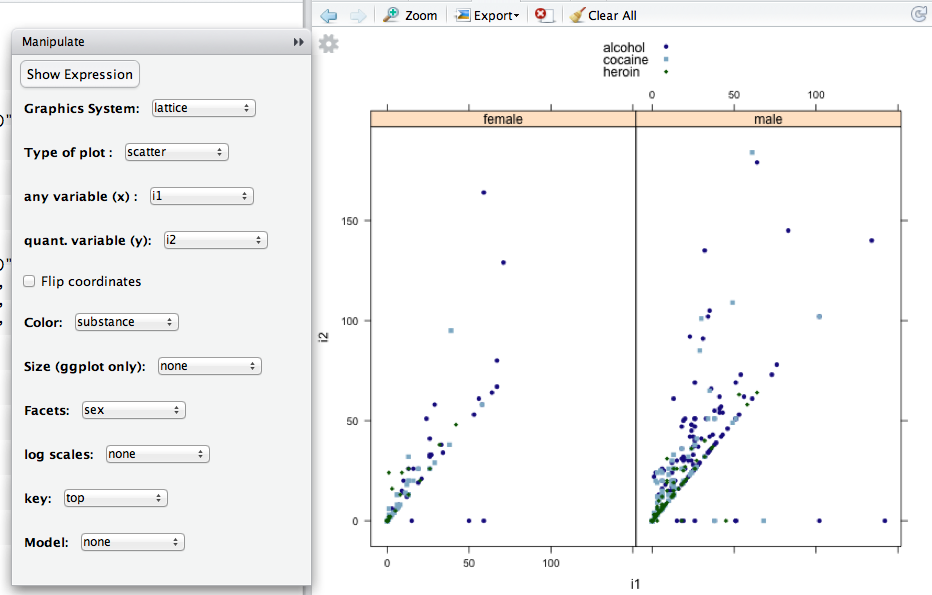 Zoom Export Clear All
Manipulate
Show Expression
Graphics System: lattice
Type of plot : scatter
any variable (x) : i1
quant. variable (y): i2
Flip coordinates
Color: substance
Size (ggplot only): none
Facets: sex
log scales: none
key: top
Model: none
alcohol
cocaine
heroin
0 50 100
female male
150
100
50
0
i2
0 50 100
i1